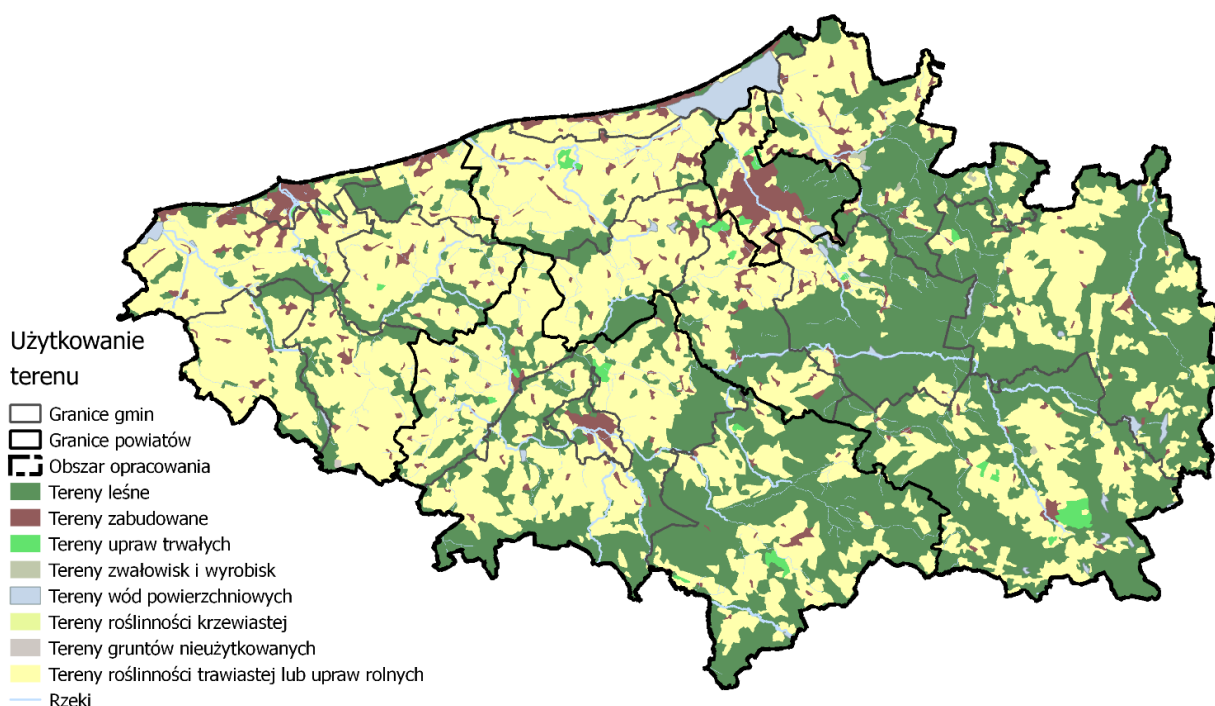 Użytkowanie
terenu
Granice gmin
Granice powiatów
Obszar opracowania
Tereny leśne
Tereny zabudowane
Tereny upraw trwałych
Tereny zwałowisk i wyrobisk
Tereny wód powierzchniowych
Tereny roślinności krzewiastej
Tereny gruntów nieużytkowanych
Tereny roślinności trawiastej lub upraw rolnych
Rzeki